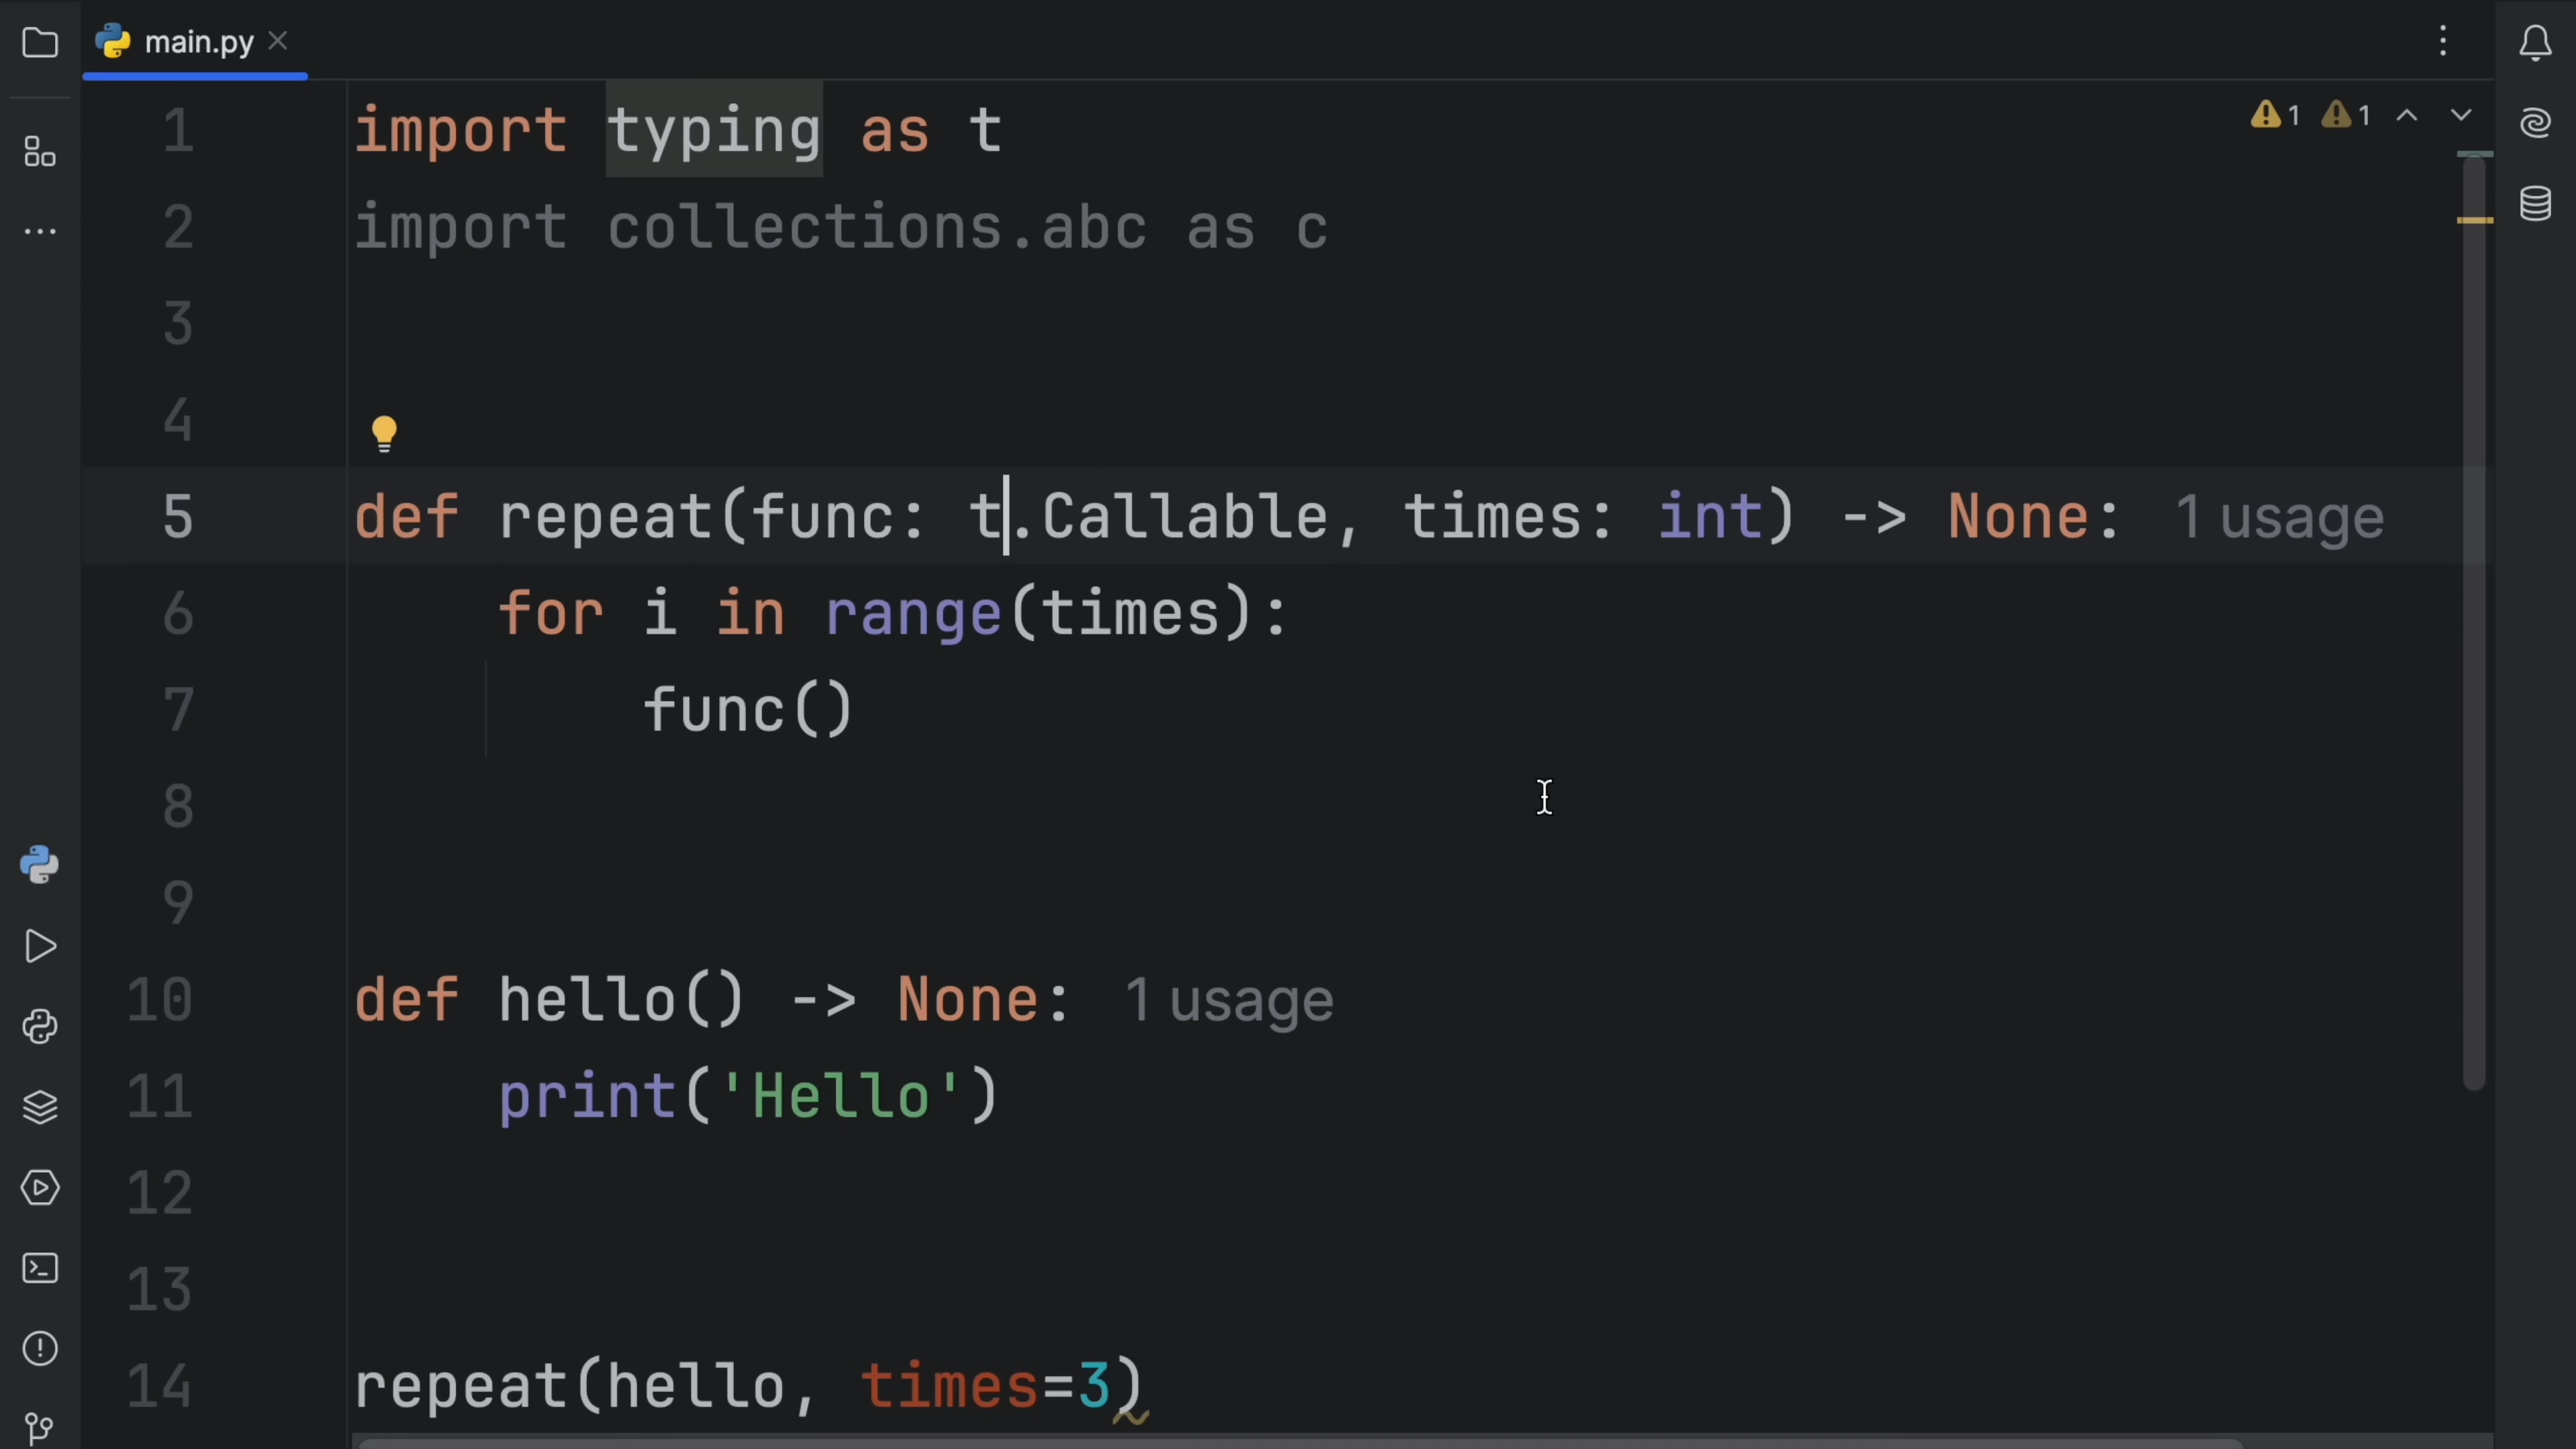 main.py
1 import typing as t
2 import collections.abc as c
3
4
5 def repeat(func: t.Callable, times: int) -> None: 1 usage
6     for i in range(times):
7         func()
8
9
10 def hello() -> None: 1 usage
11     print('Hello')
12
13
14 repeat(hello, times=3)
1 1